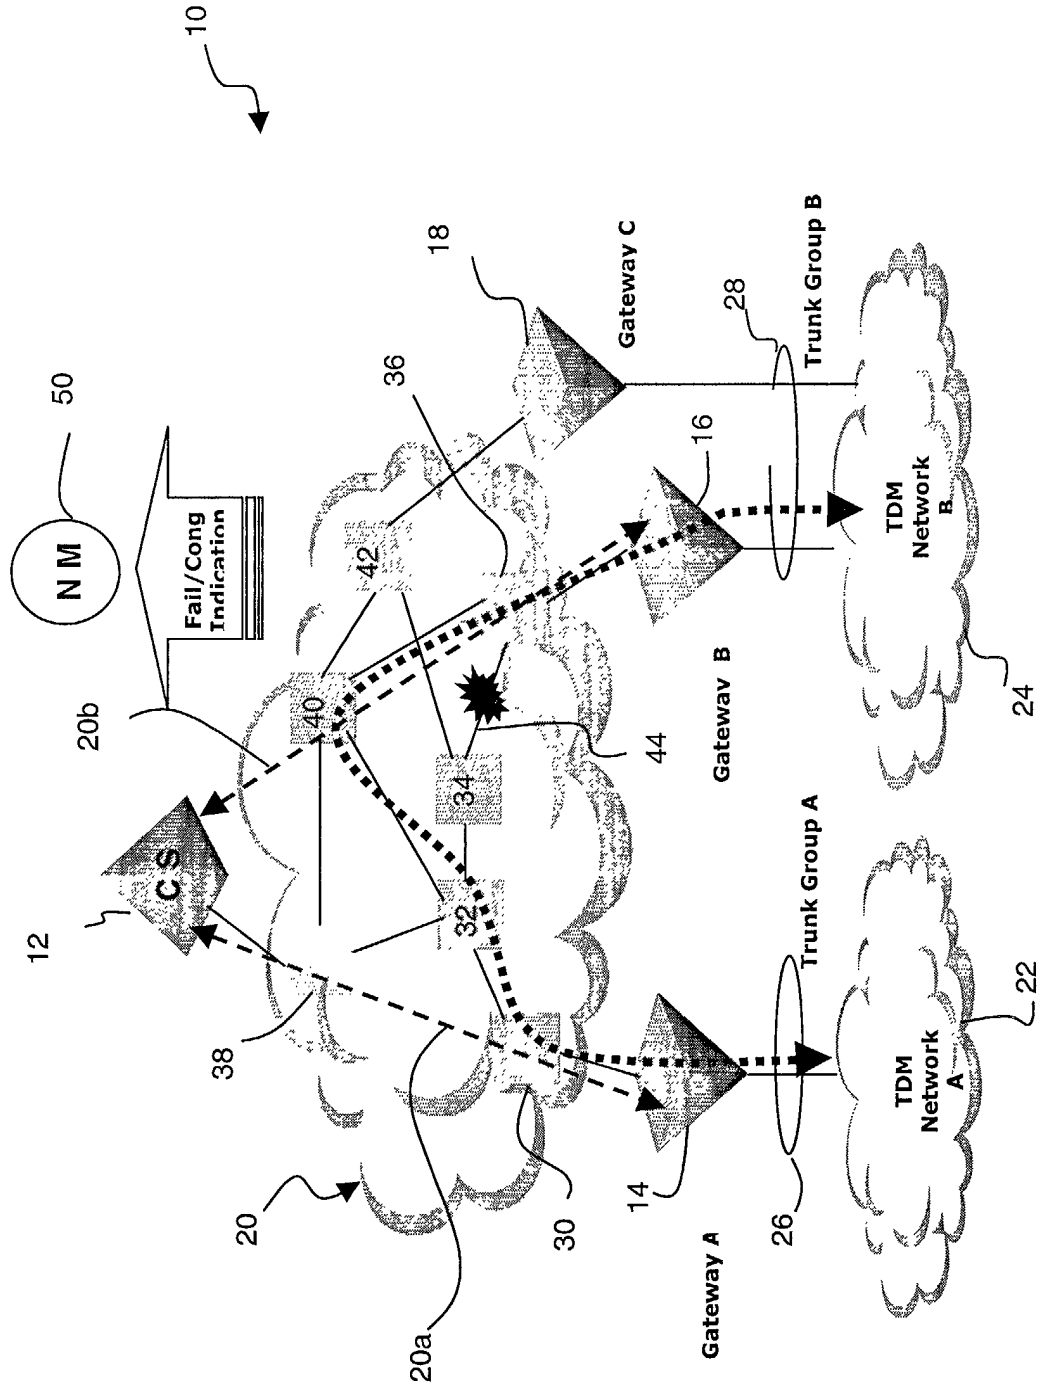 10
50
N M
Fail/Cong
Indication
20b
12
C S
18
Gateway C
28
Trunk Group B
36
42
40
16
TDM
Network
B
24
44
34
Gateway B
32
38
Trunk Group A
20
30
14
26
TDM
Network
A
22
20a
Gateway A